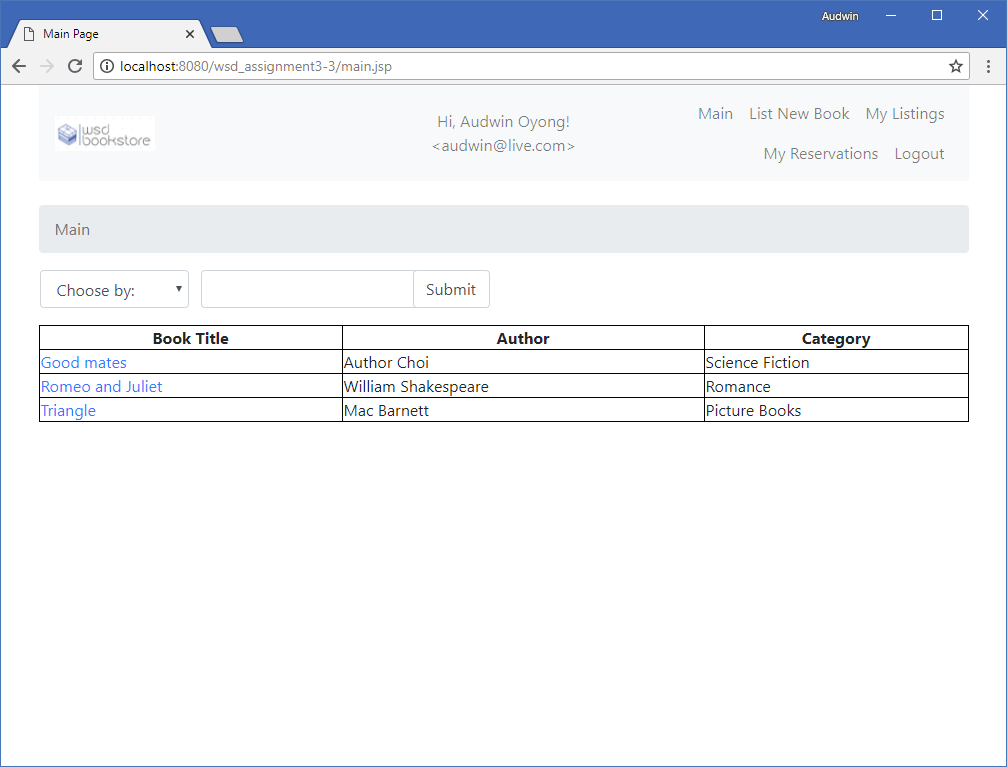 Audwin
Main Page
localhost:8080/wsd_assignment3-3/main.jsp
wsd
bookstore
Hi, Audwin Oyong!
<audwin@live.com>
Main List New Book My Listings
My Reservations Logout
Main
Choose by: Submit
Book Title Author Category
Good mates Author Choi Science Fiction
Romeo and Juliet William Shakespeare Romance
Triangle Mac Barnett Picture Books